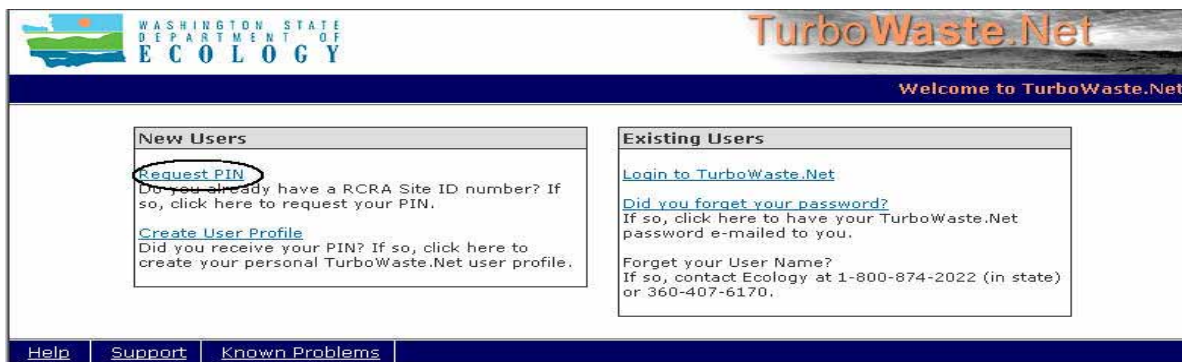 WASHINGTON STATE
DEPARTMENT OF
ECOLOGY
TurboWaste.Net
Welcome to TurboWaste.Net
New Users
Request PIN
Do you already have a RCRA Site ID number? If
so, click here to request your PIN.
Create User Profile
Did you receive your PIN? If so, click here to
create your personal TurboWaste.Net user profile.
Existing Users
Login to TurboWaste.Net
Did you forget your password?
If so, click here to have your TurboWaste.Net
password e-mailed to you.
Forget your User Name?
If so, contact Ecology at 1-800-874-2022 (in state)
or 360-407-6170.
Help Support Known Problems